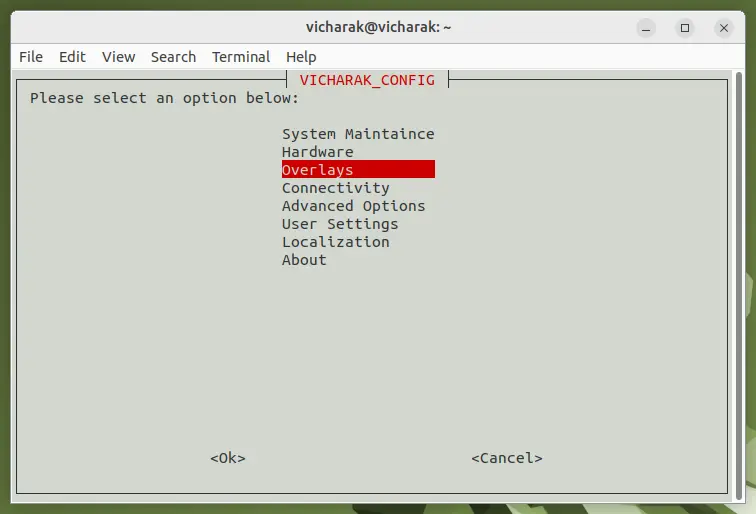 vicharak@vicharak: ~
File Edit View Search Terminal Help
VICHARAK_CONFIG
Please select an option below:
System Maintaince
Hardware
Overlays
Connectivity
Advanced Options
User Settings
Localization
About
<Ok> <Cancel>